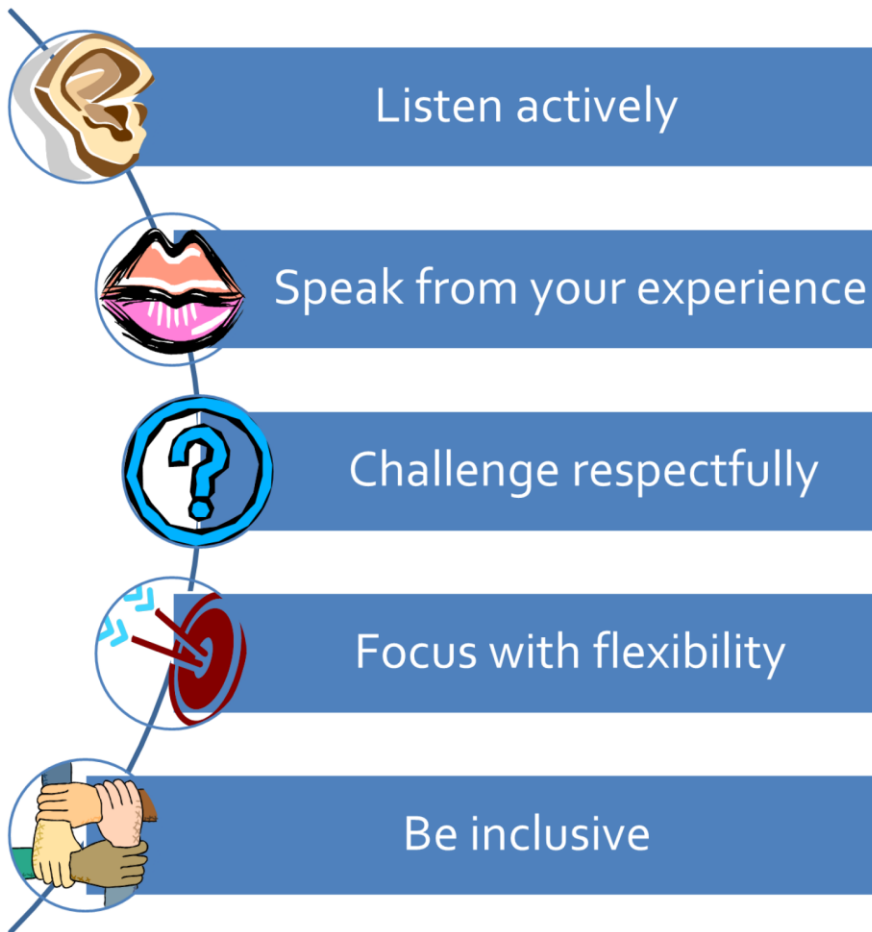 Listen actively
Speak from your experience
?
Challenge respectfully
Focus with flexibility
Be inclusive